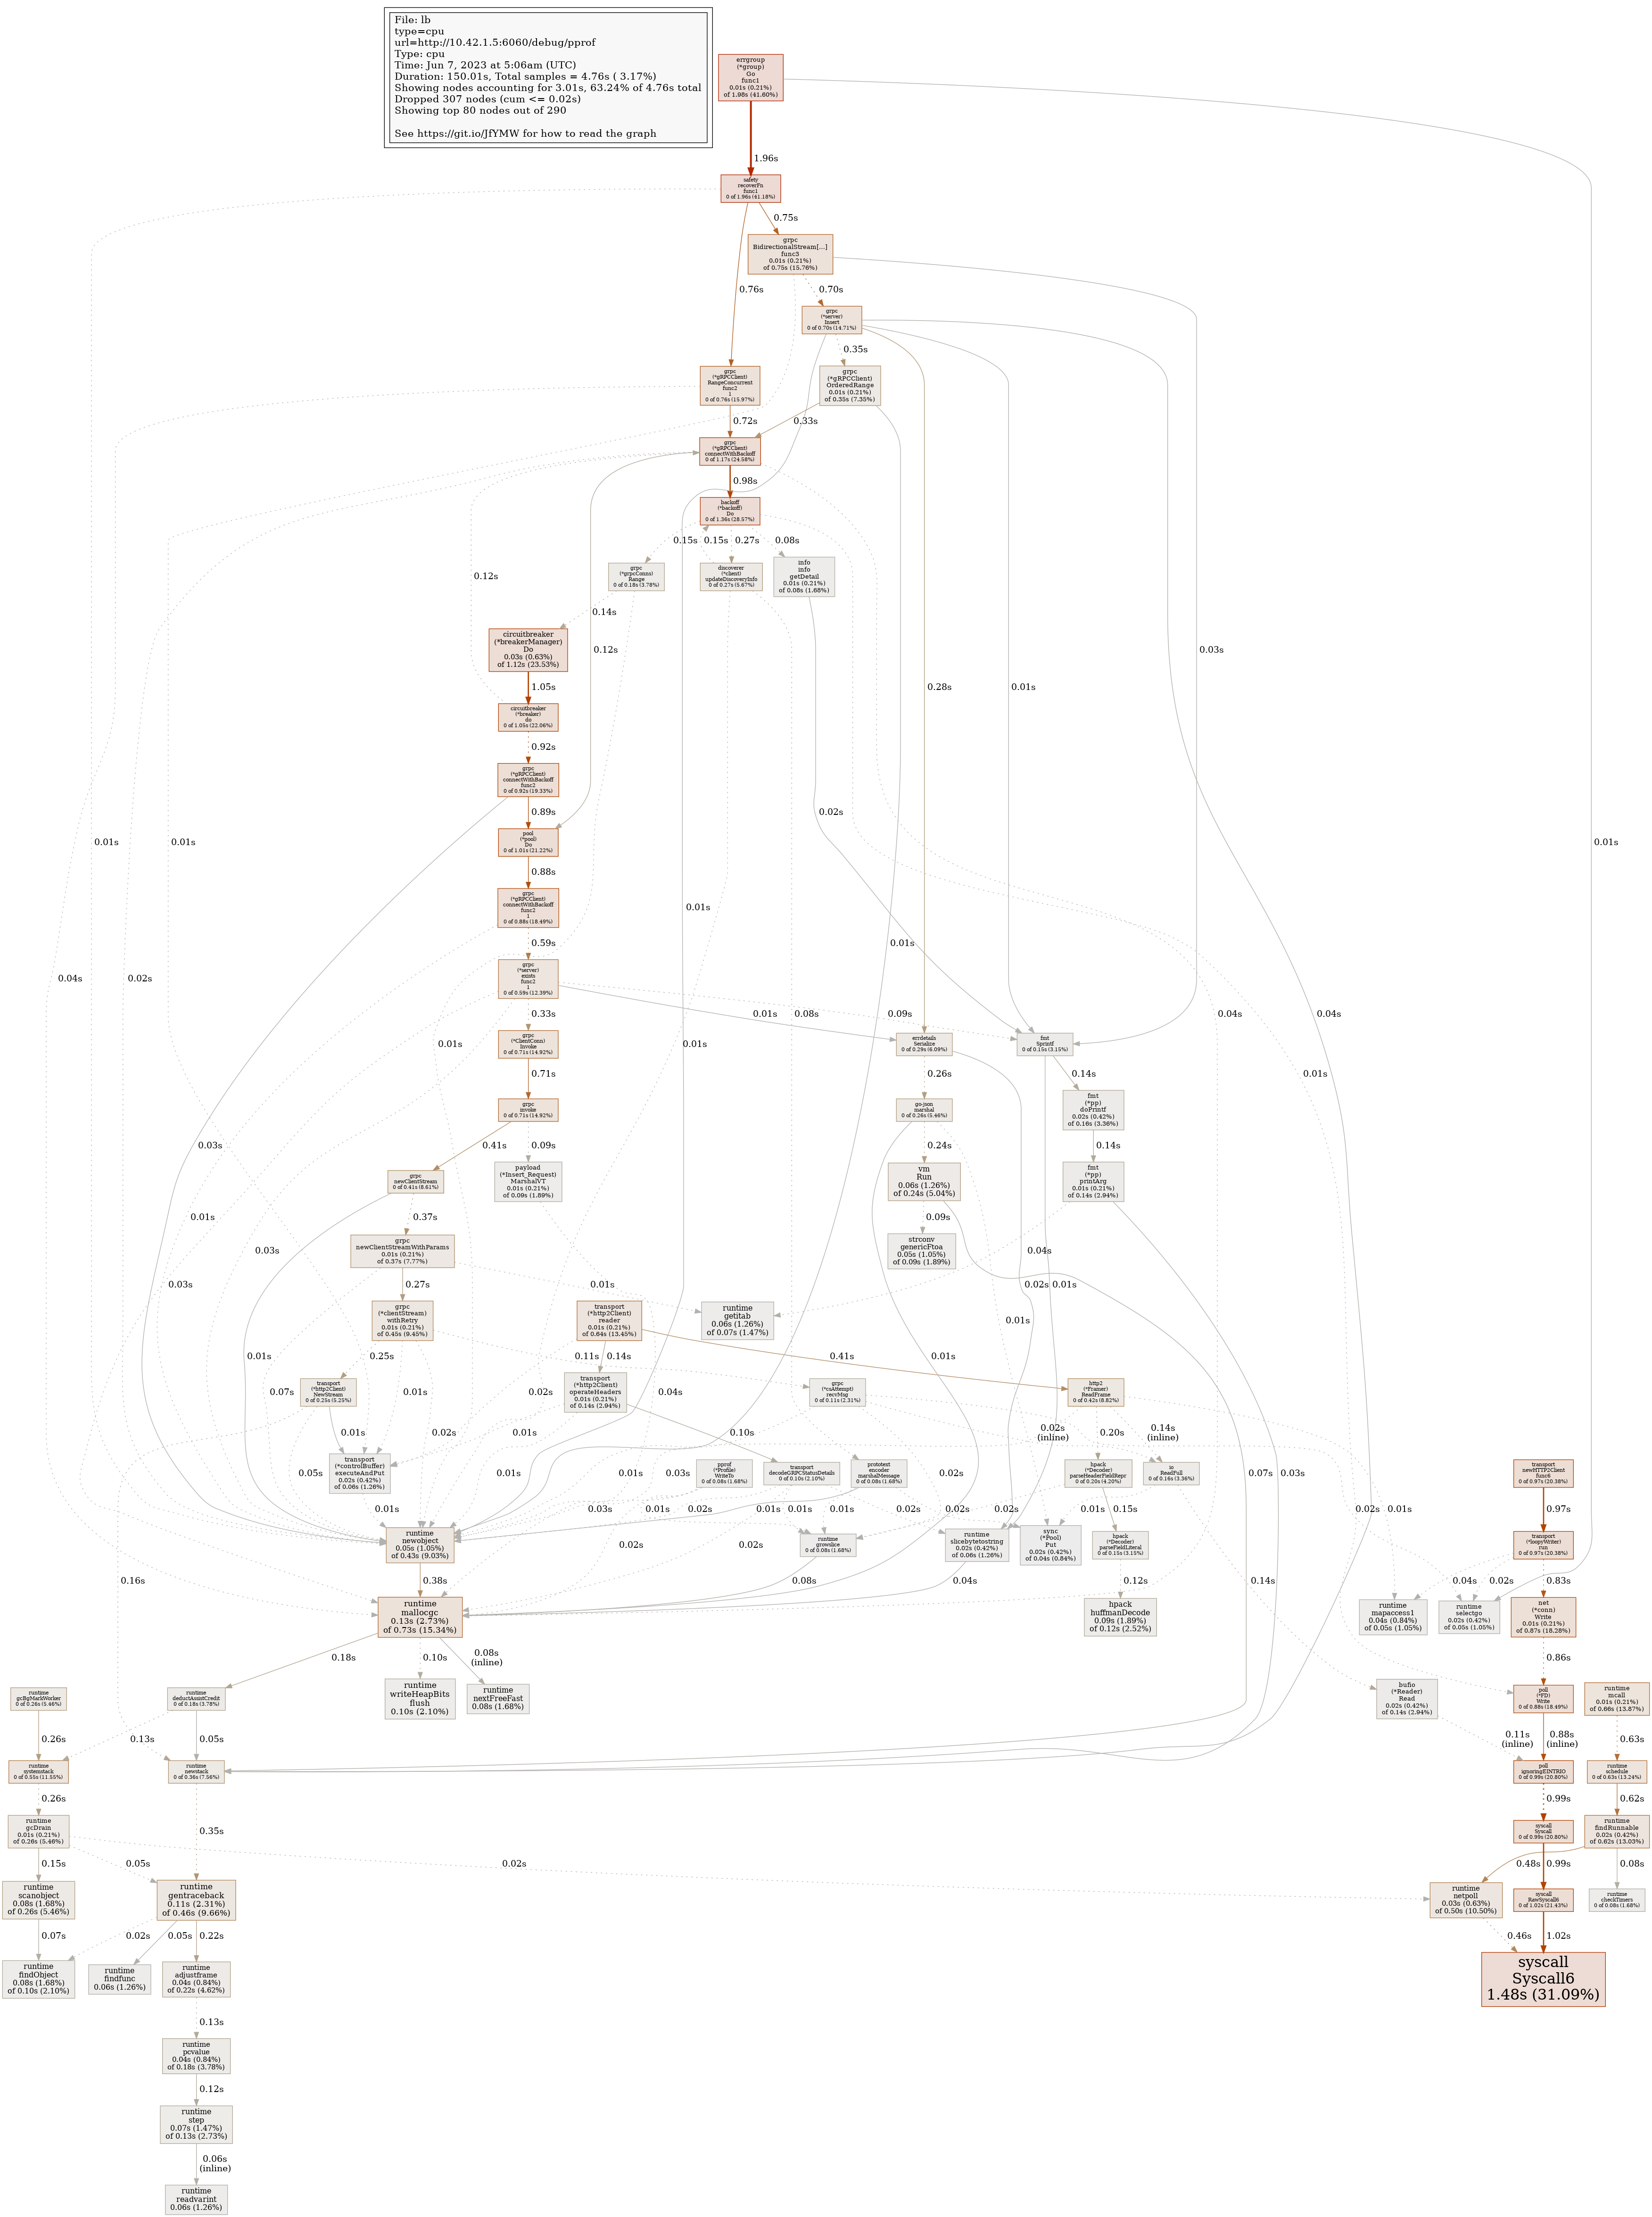 File: lb
type=cpu
url=http://10.42.1.5:6060/debug/pprof
Type: cpu
Time: Jun 7, 2023 at 5:06am (UTC)
Duration: 150.01s, Total samples = 4.76s ( 3.17%)
Showing nodes accounting for 3.01s, 63.24% of 4.76s total
Dropped 307 nodes (cum <= 0.02s)
Showing top 80 nodes out of 290
See https://git.io/JfYMW for how to read the graph
errgroup
(*group)
Go
func1
0.01s (0.21%)
of 1.98s (41.60%)
1.96s
safety
recoverFn
func1
0 of 1.96s (41.18%)
0.75s
grpc
BidirectionalStream[...]
func3
0.01s (0.21%)
of 0.75s (15.76%)
0.76s
0.70s
grpc
(*server)
Insert
0 of 0.70s (14.71%)
0.35s
grpc
(*gRPCClient)
RangeConcurrent
func2
1
0 of 0.76s (15.97%)
grpc
(*gRPCClient)
OrderedRange
0.01s (0.21%)
of 0.35s (7.35%)
0.72s
0.33s
grpc
(*gRPCClient)
connectWithBackoff
0 of 1.17s (24.58%)
0.98s
backoff
(*backoff)
Do
0 of 1.36s (28.57%)
0.15s
0.15s
0.27s
0.08s
grpc
(*grpcConns)
Range
0 of 0.18s (3.78%)
discoverer
(*client)
updateDiscoveryInfo
0 of 0.27s (5.67%)
info
info
getDetail
0.01s (0.21%)
of 0.08s (1.68%)
0.12s
0.14s
circuitbreaker
(*breakerManager)
Do
0.03s (0.63%)
of 1.12s (23.53%)
0.12s
0.03s
1.05s
0.28s
0.01s
circuitbreaker
(*breaker)
do
0 of 1.05s (22.06%)
0.92s
grpc
(*gRPCClient)
connectWithBackoff
func2
0 of 0.92s (19.33%)
0.89s
0.02s
0.01s
0.01s
0.01s
pool
(*pool)
Do
0 of 1.01s (21.22%)
0.88s
grpc
(*gRPCClient)
connectWithBackoff
func2
1
0 of 0.88s (18.49%)
0.01s
0.59s
0.01s
0.04s
0.02s
grpc
(*server)
exists
func2
1
0 of 0.59s (12.39%)
0.33s
0.01s
0.08s
0.09s
0.04s
0.04s
grpc
(*ClientConn)
Invoke
0 of 0.71s (14.92%)
0.01s
0.01s
errdetails
Serialize
0 of 0.29s (6.09%)
fmt
Sprintf
0 of 0.15s (3.15%)
0.71s
0.26s
0.14s
0.01s
grpc
invoke
0 of 0.71s (14.92%)
go-json
marshal
0 of 0.26s (5.46%)
fmt
(*pp)
doPrintf
0.02s (0.42%)
of 0.16s (3.36%)
0.03s
0.41s
0.09s
0.24s
0.14s
grpc
newClientStream
0 of 0.41s (8.61%)
payload
(*Insert_Request)
MarshalVT
0.01s (0.21%)
of 0.09s (1.89%)
vm
Run
0.06s (1.26%)
of 0.24s (5.04%)
fmt
(*pp)
printArg
0.01s (0.21%)
of 0.14s (2.94%)
0.01s
0.37s
0.09s
grpc
newClientStreamWithParams
0.01s (0.21%)
of 0.37s (7.77%)
strconv
genericFtoa
0.05s (1.05%)
of 0.09s (1.89%)
0.03s
0.04s
0.03s
0.27s
0.01s
0.02s
0.01s
grpc
(*clientStream)
withRetry
0.01s (0.21%)
of 0.45s (9.45%)
transport
(*http2Client)
reader
0.01s (0.21%)
of 0.64s (13.45%)
runtime
getitab
0.06s (1.26%)
of 0.07s (1.47%)
0.01s
0.01s
0.07s
0.25s
0.11s
0.14s
0.41s
0.01s
transport
(*http2Client)
NewStream
0 of 0.25s (5.25%)
0.01s
0.02s
transport
(*http2Client)
operateHeaders
0.01s (0.21%)
of 0.14s (2.94%)
0.02s
0.04s
grpc
(*csAttempt)
recvMsg
0 of 0.11s (2.31%)
http2
(*Framer)
ReadFrame
0 of 0.42s (8.82%)
0.01s
0.01s
0.10s
0.02s
(inline)
0.20s
0.14s
(inline)
0.05s
transport
(*controlBuffer)
executeAndPut
0.02s (0.42%)
of 0.06s (1.26%)
0.01s
0.01s
0.03s
pprof
(*Profile)
WriteTo
0 of 0.08s (1.68%)
transport
decodeGRPCStatusDetails
0 of 0.10s (2.10%)
prototext
encoder
marshalMessage
0 of 0.08s (1.68%)
0.02s
hpack
(*Decoder)
parseHeaderFieldRepr
0 of 0.20s (4.20%)
io
ReadFull
0 of 0.16s (3.36%)
0.07s
0.03s
transport
newHTTP2Client
func6
0 of 0.97s (20.38%)
0.01s
0.03s
0.01s
0.02s
0.01s
0.01s
0.01s
0.02s
0.02s
0.02s
0.01s
0.15s
0.02s
0.01s
0.97s
runtime
newobject
0.05s (1.05%)
of 0.43s (9.03%)
runtime
growslice
0 of 0.08s (1.68%)
runtime
slicebytetostring
0.02s (0.42%)
of 0.06s (1.26%)
sync
(*Pool)
Put
0.02s (0.42%)
of 0.04s (0.84%)
hpack
(*Decoder)
parseFieldLiteral
0 of 0.15s (3.15%)
transport
(*loopyWriter)
run
0 of 0.97s (20.38%)
0.16s
0.38s
0.02s
0.02s
0.08s
0.04s
0.12s
0.14s
0.04s
0.02s
0.83s
runtime
mallocgc
0.13s (2.73%)
of 0.73s (15.34%)
hpack
huffmanDecode
0.09s (1.89%)
of 0.12s (2.52%)
runtime
mapaccess1
0.04s (0.84%)
of 0.05s (1.05%)
runtime
selectgo
0.02s (0.42%)
of 0.05s (1.05%)
net
(*conn)
Write
0.01s (0.21%)
of 0.87s (18.28%)
0.18s
0.10s
0.08s
(inline)
0.86s
runtime
gcBgMarkWorker
0 of 0.26s (5.46%)
runtime
deductAssistCredit
0 of 0.18s (3.78%)
runtime
writeHeapBits
flush
0.10s (2.10%)
runtime
nextFreeFast
0.08s (1.68%)
bufio
(*Reader)
Read
0.02s (0.42%)
of 0.14s (2.94%)
poll
(*FD)
Write
0 of 0.88s (18.49%)
runtime
mcall
0.01s (0.21%)
of 0.66s (13.87%)
0.26s
0.13s
0.05s
0.11s
(inline)
0.88s
(inline)
0.63s
runtime
systemstack
0 of 0.55s (11.55%)
runtime
newstack
0 of 0.36s (7.56%)
poll
ignoringEINTRIO
0 of 0.99s (20.80%)
runtime
schedule
0 of 0.63s (13.24%)
0.26s
0.35s
0.99s
0.62s
runtime
gcDrain
0.01s (0.21%)
of 0.26s (5.46%)
syscall
Syscall
0 of 0.99s (20.80%)
runtime
findRunnable
0.02s (0.42%)
of 0.62s (13.03%)
0.15s
0.05s
0.02s
0.48s
0.99s
0.08s
runtime
scanobject
0.08s (1.68%)
of 0.26s (5.46%)
runtime
gentraceback
0.11s (2.31%)
of 0.46s (9.66%)
runtime
netpoll
0.03s (0.63%)
of 0.50s (10.50%)
syscall
RawSyscall6
0 of 1.02s (21.43%)
runtime
checkTimers
0 of 0.08s (1.68%)
0.07s
0.02s
0.05s
0.22s
0.46s
1.02s
runtime
findObject
0.08s (1.68%)
of 0.10s (2.10%)
runtime
findfunc
0.06s (1.26%)
runtime
adjustframe
0.04s (0.84%)
of 0.22s (4.62%)
syscall
Syscall6
1.48s (31.09%)
0.13s
runtime
pcvalue
0.04s (0.84%)
of 0.18s (3.78%)
0.12s
runtime
step
0.07s (1.47%)
of 0.13s (2.73%)
0.06s
(inline)
runtime
readvarint
0.06s (1.26%)